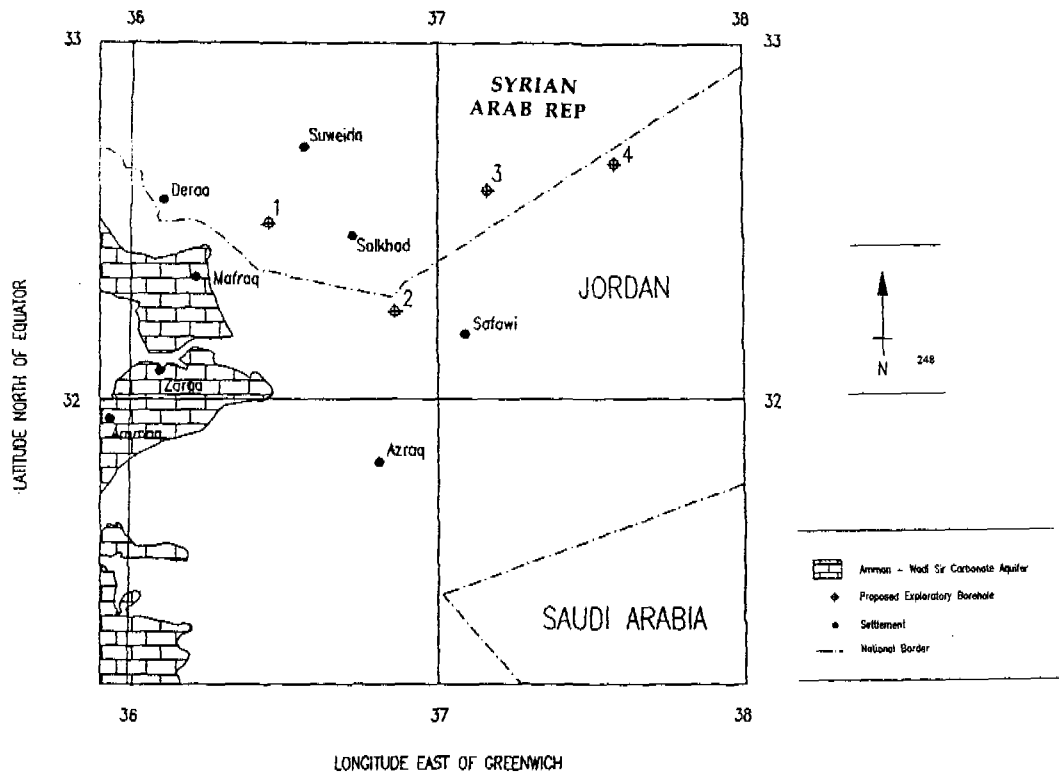 36
37
38
33
33
SYRIAN
ARAB REP
Suweida
4
3
Deraa
1
Salkhad
Mafraq
JORDAN
2
Safawi
N
248
Zarqa
32
32
Amman
Azraq
LATITUDE NORTH OF EQUATOR
SAUDI ARABIA
Amman - Wadi Sir Carbonate Aquifer
Proposed Exploratory Borehole
Settlement
National Border
36
37
38
LONGITUDE EAST OF GREENWICH